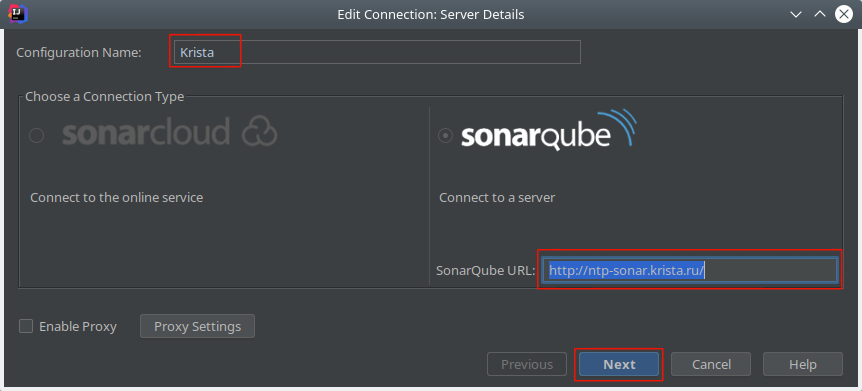 Edit Connection: Server Details
Configuration Name: Krista
Choose a Connection Type
sonarcloud
sonarqube
Connect to the online service
Connect to a server
SonarQube URL: http://ntp-sonar.krista.ru/
Enable Proxy Proxy Settings
Previous Next Cancel Help